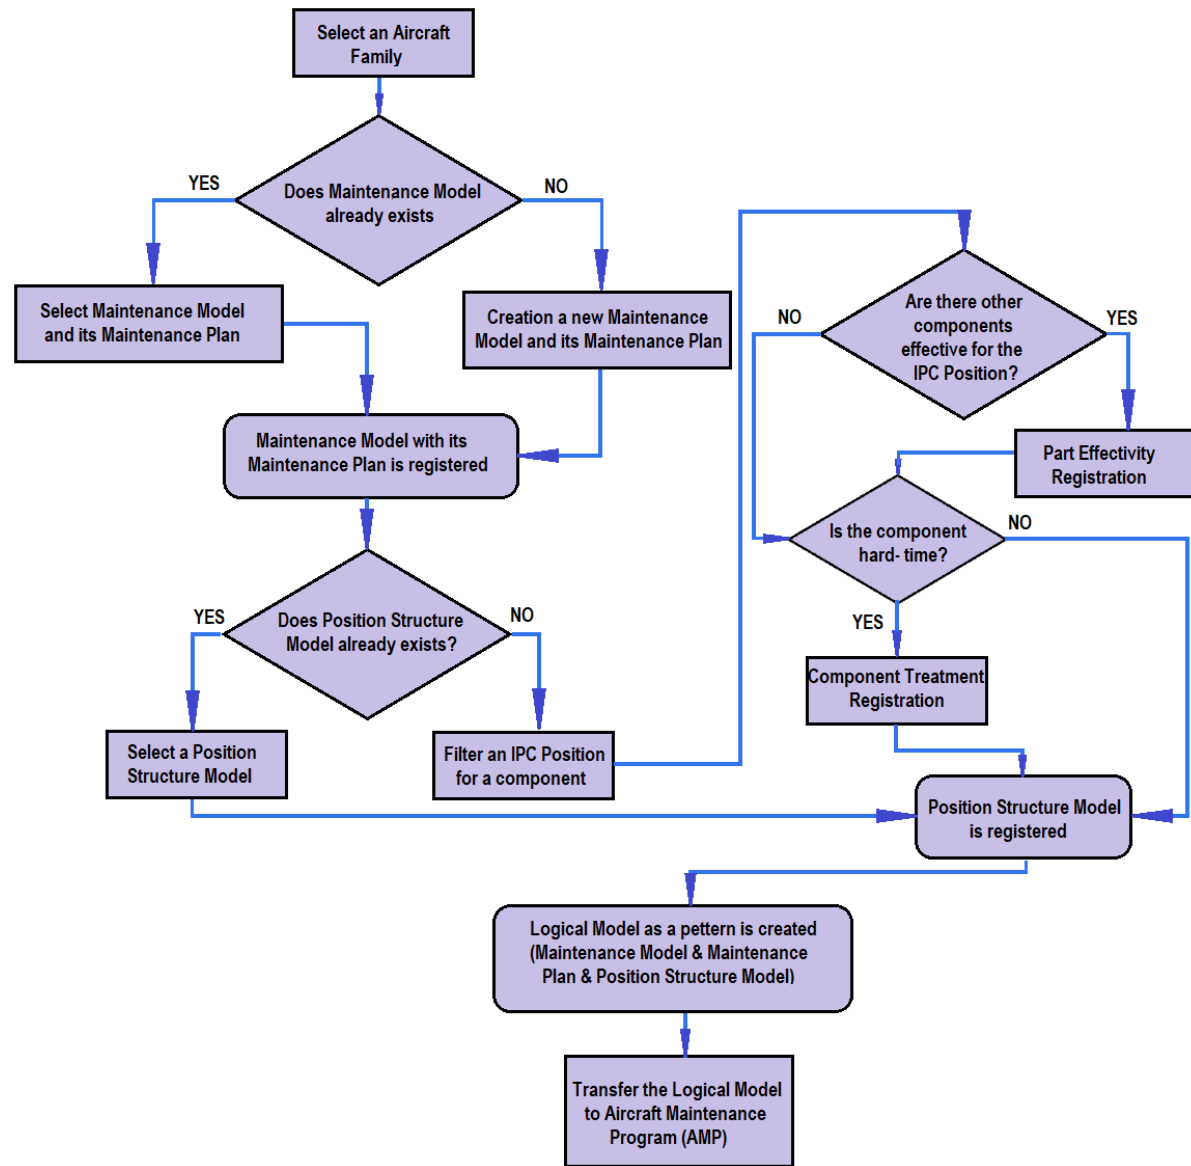 Select an Aircraft
Family
Does Maintenance Model
already exists
YES
NO
Select Maintenance Model
and its Maintenance Plan
Creation a new Maintenance
Model and its Maintenance Plan
Maintenance Model with its
Maintenance Plan is registered
Does Position Structure
Model already exists?
YES
NO
Select a Position
Structure Model
Filter an IPC Position
for a component
Are there other
components
effective for the
IPC Position?
NO
YES
Part Effectivity
Registration
Is the component
hard- time?
NO
YES
Component Treatment
Registration
Position Structure Model
is registered
Logical Model as a pettern is created
(Maintenance Model & Maintenance
Plan & Position Structure Model)
Transfer the Logical Model
to Aircraft Maintenance
Program (AMP)